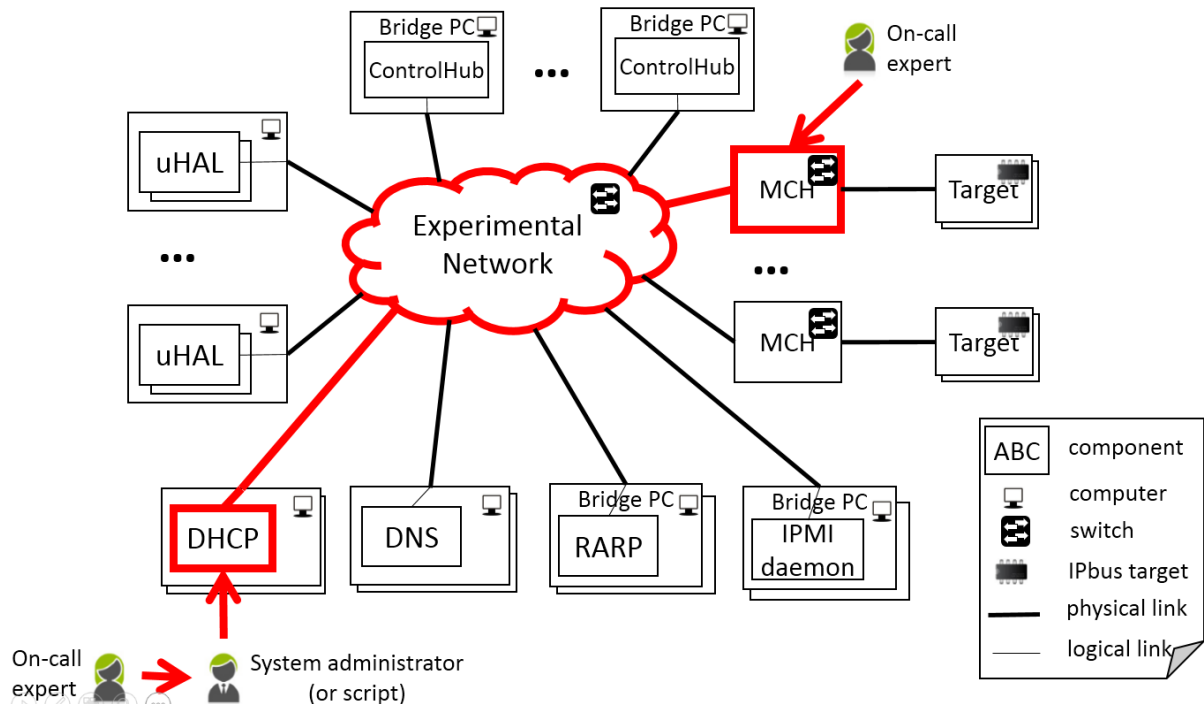 Bridge PC
ControlHub
...
Bridge PC
ControlHub
On-call
expert
uHAL
MCH
Target
Experimental
Network
...
...
uHAL
MCH
Target
DHCP
DNS
Bridge PC
RARP
Bridge PC
IPMI
daemon
ABC
component
computer
switch
IPbus target
physical link
logical link
On-call
expert
System administrator
(or script)